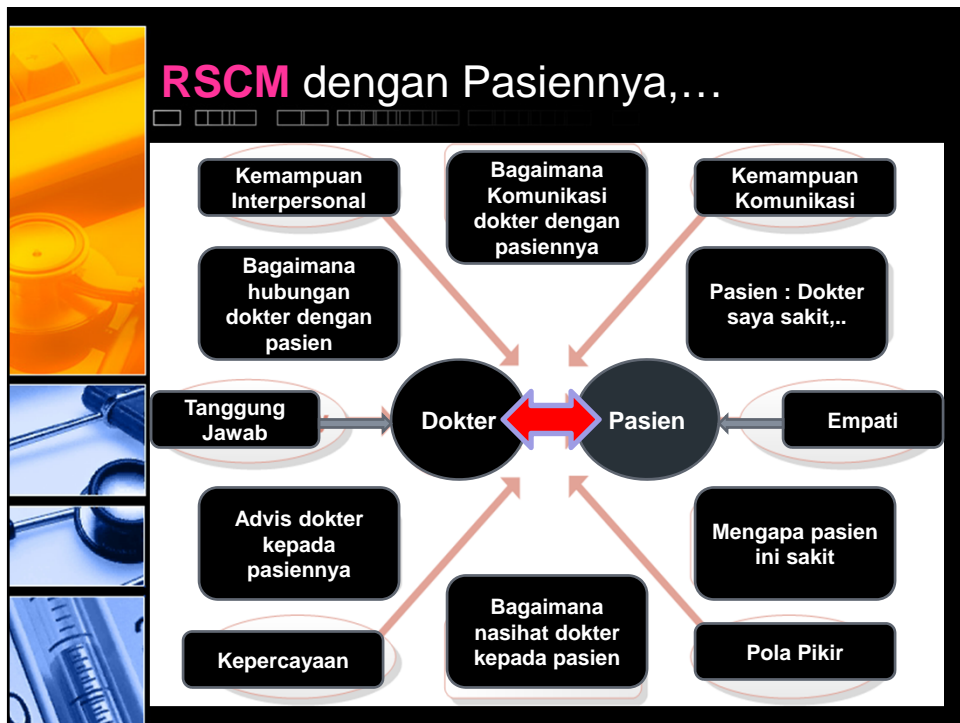 RSCM dengan Pasiennya,…
Kemampuan
Interpersonal
Bagaimana
Komunikasi
dokter dengan
pasiennya
Kemampuan
Komunikasi
Bagaimana
hubungan
dokter dengan
pasien
Pasien : Dokter
saya sakit,..
Tanggung
Jawab
Dokter
Pasien
Empati
Advis dokter
kepada
pasiennya
Mengapa pasien
ini sakit
Kepercayaan
Bagaimana
nasihat dokter
kepada pasien
Pola Pikir